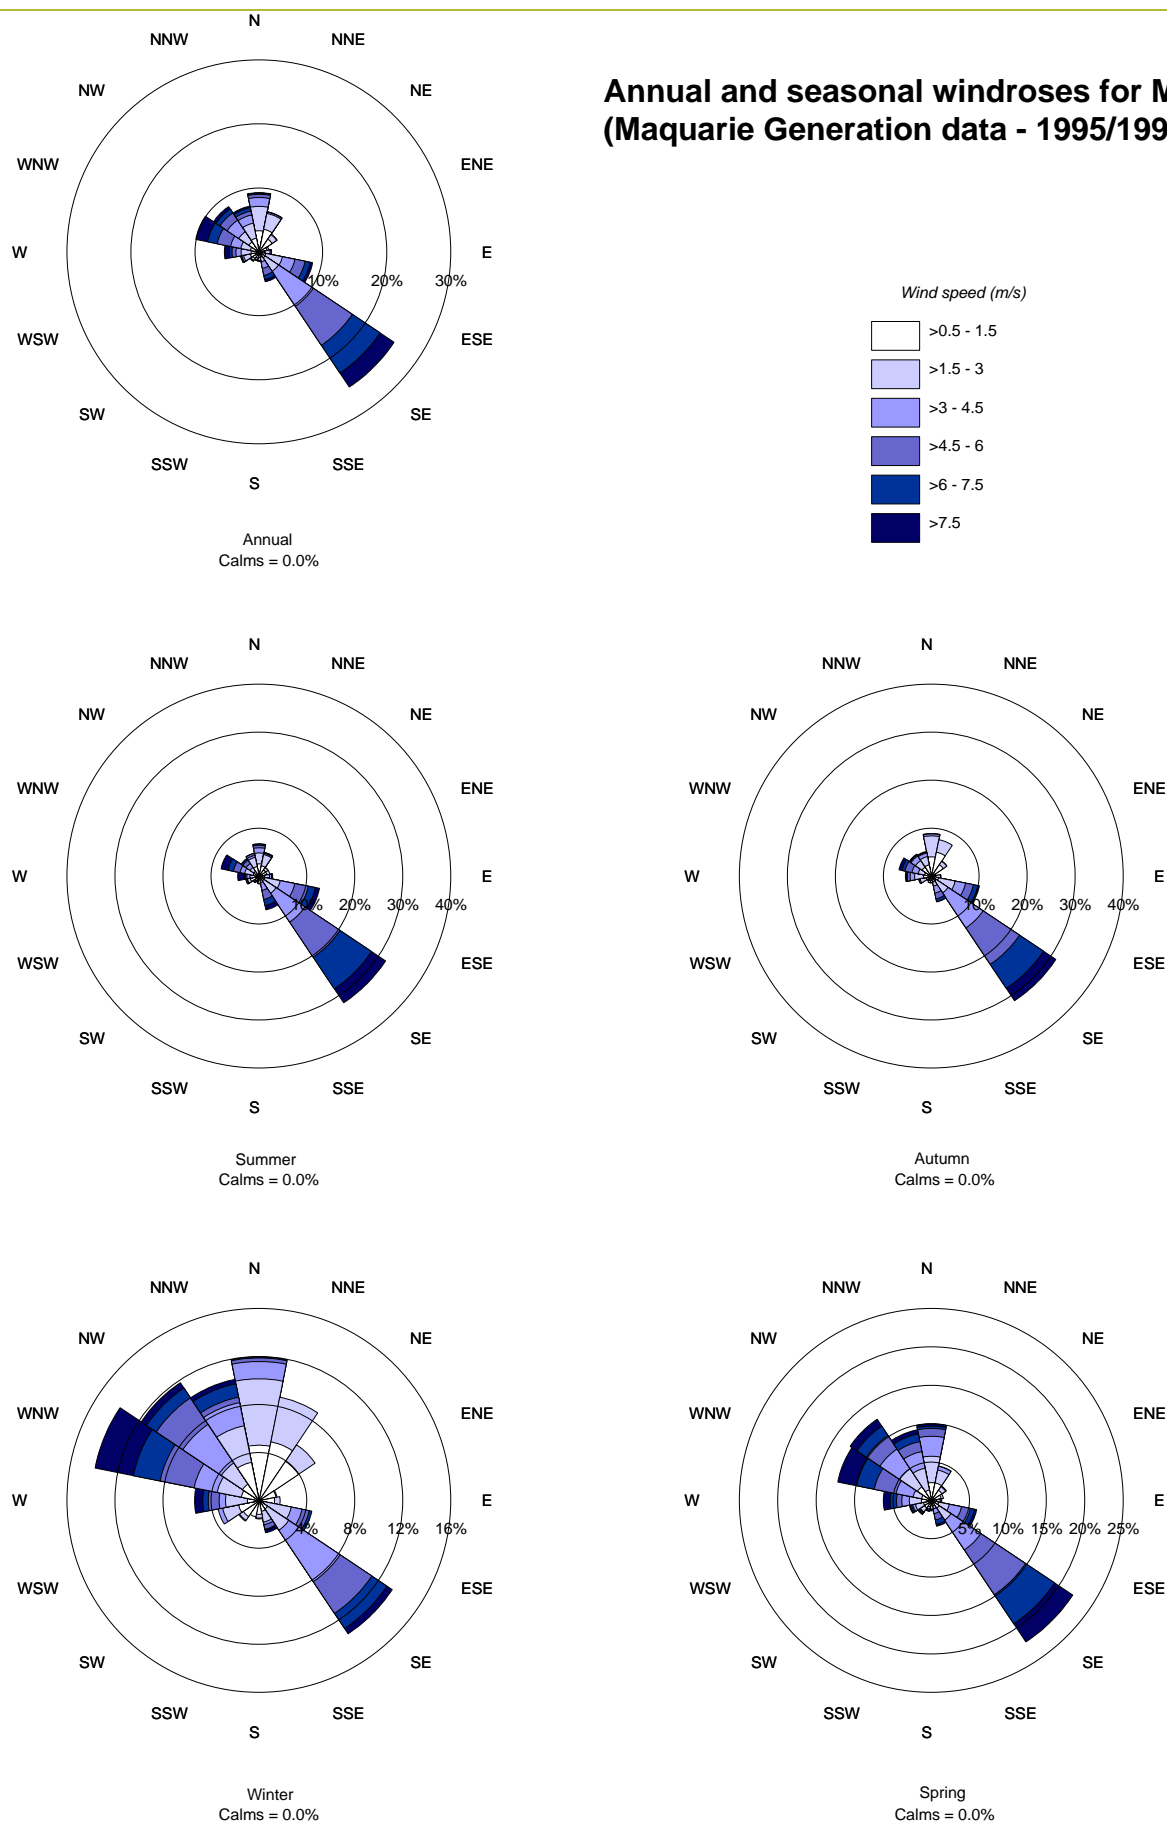 Annual and seasonal windroses for
(Maquarie Generation data -
Wind speed (m/s)
>0.5 - 1.5
>1.5 - 3
>3 - 4.5
>4.5 - 6
>6 - 7.5
>7.5
N
NNW NNE
NW NE
WNW ENE
W E
10% 20% 30%
WSW ESE
SW SE
SSW SSE
S
Annual
Calms = 0.0%
N
NNW NNE
NW NE
WNW ENE
W E
10% 20% 30% 40%
WSW ESE
SW SE
SSW SSE
S
Summer
Calms = 0.0%
N
NNW NNE
NW NE
WNW ENE
W E
10% 20% 30% 40%
WSW ESE
SW SE
SSW SSE
S
Autumn
Calms = 0.0%
N
NNW NNE
NW NE
WNW ENE
W E
4% 8% 12% 16%
WSW ESE
SW SE
SSW SSE
S
Winter
Calms = 0.0%
N
NNW NNE
NW NE
WNW ENE
W E
5% 10% 15% 20% 25%
WSW ESE
SW SE
SSW SSE
S
Spring
Calms = 0.0%